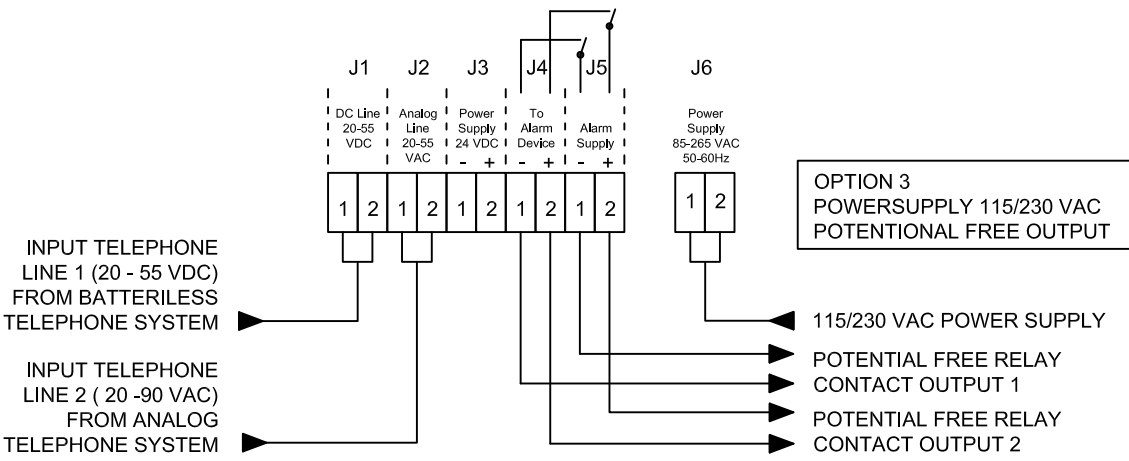 J1 J2 J3 J4 J5 J6
DC Line
20-55
VDC
Analog
Line
20-55
VAC
Power
Supply
24 VDC
- +
To
Alarm
Device
- +
Alarm
Supply
- +
Power
Supply
85-265 VAC
50-60Hz
1 2 1 2 1 2 1 2 1 2 1 2
OPTION 3
POWERSUPPLY 115/230 VAC
POTENTIONAL FREE OUTPUT
INPUT TELEPHONE
LINE 1 (20 - 55 VDC)
FROM BATTERILESS
TELEPHONE SYSTEM
INPUT TELEPHONE
LINE 2 ( 20 -90 VAC)
FROM ANALOG
TELEPHONE SYSTEM
115/230 VAC POWER SUPPLY
POTENTIAL FREE RELAY
CONTACT OUTPUT 1
POTENTIAL FREE RELAY
CONTACT OUTPUT 2